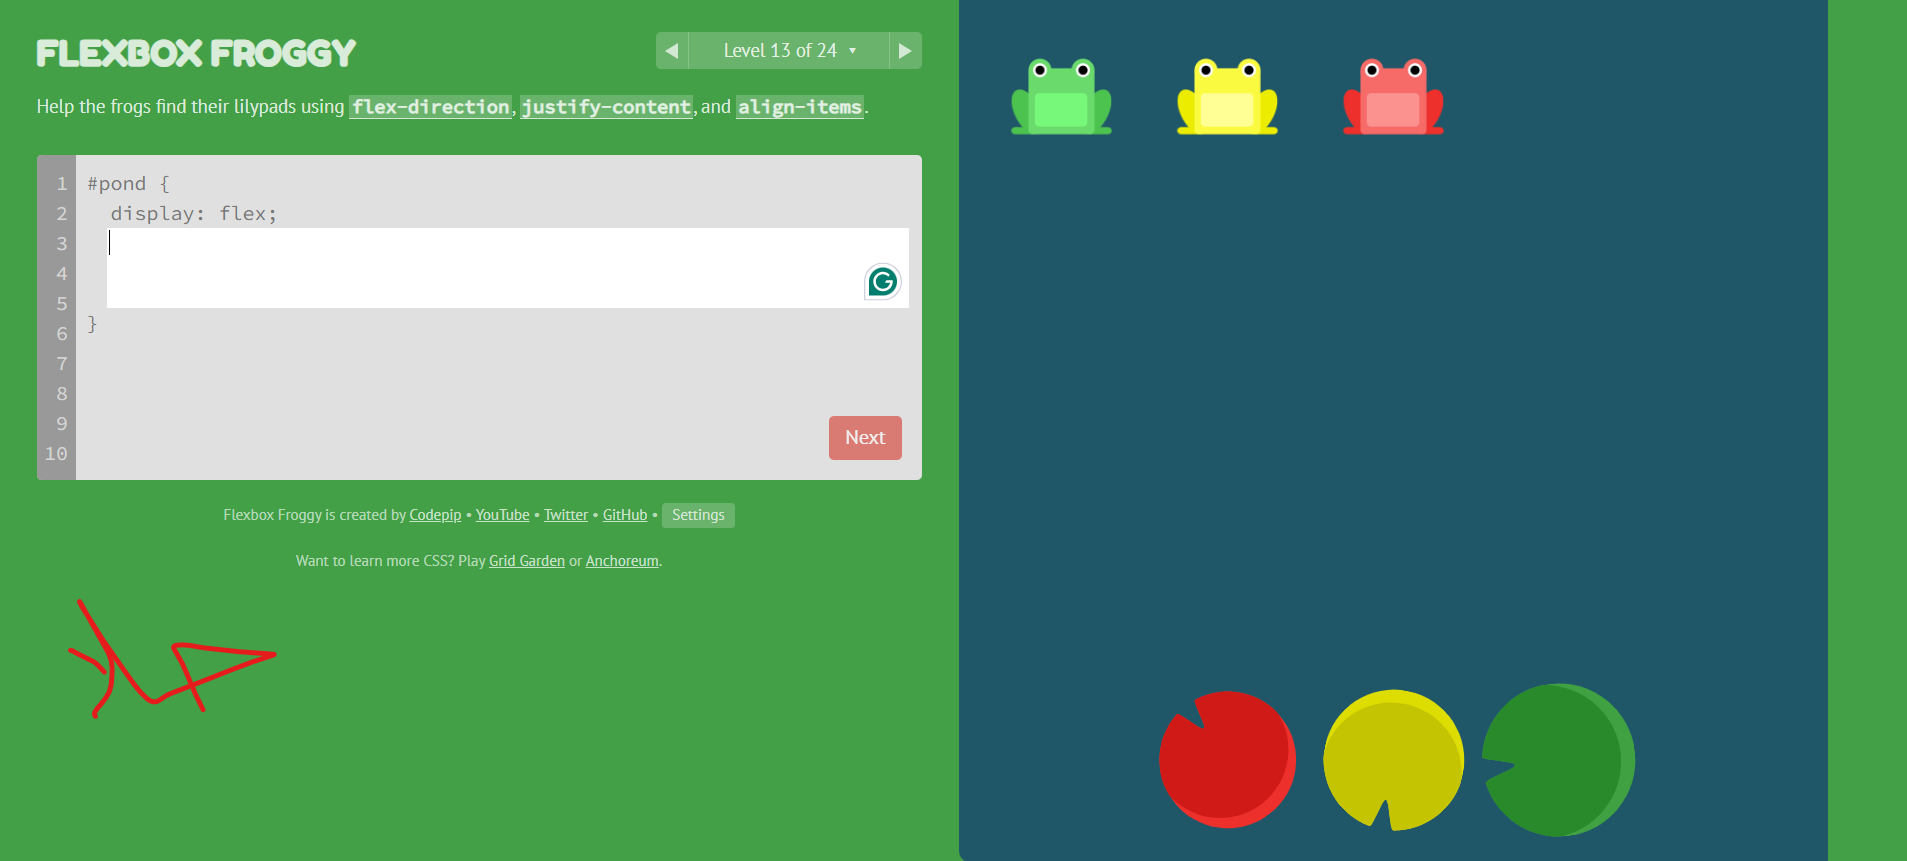 FLEXBOX FROGGY
◀ Level 13 of 24 ▼ ▶
Help the frogs find their lilypads using flex-direction, justify-content, and align-items.
1 #pond {
2 display: flex;
3
4
5
6 }
7
8
9
10
G
Next
Flexbox Froggy is created by Codepip • YouTube • Twitter • GitHub • Settings
Want to learn more CSS? Play Grid Garden or Anchoreum.